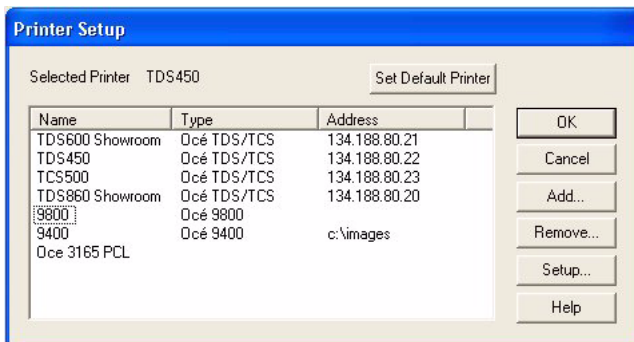 Printer Setup
Selected Printer TDS450
Set Default Printer
Name Type Address
TDS600 Showroom Océ TDS/TCS 134.188.80.21
TDS450 Océ TDS/TCS 134.188.80.22
TCS500 Océ TDS/TCS 134.188.80.23
TDS860 Showroom Océ TDS/TCS 134.188.80.20
9800 Océ 9800
9400 Océ 9400 c:\images
Oce 3165 PCL
OK
Cancel
Add...
Remove...
Setup...
Help